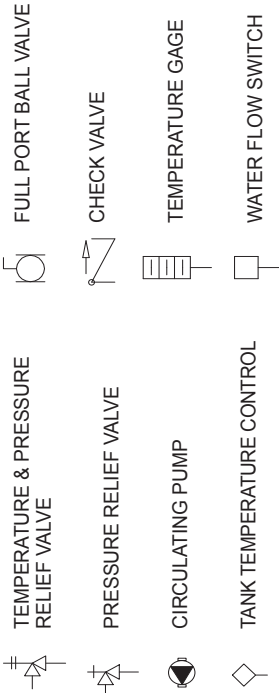 TEMPERATURE & PRESSURE
RELIEF VALVE
PRESSURE RELIEF VALVE
CIRCULATING PUMP
TANK TEMPERATURE CONTROL
FULL PORT BALL VALVE
CHECK VALVE
TEMPERATURE GAGE
WATER FLOW SWITCH